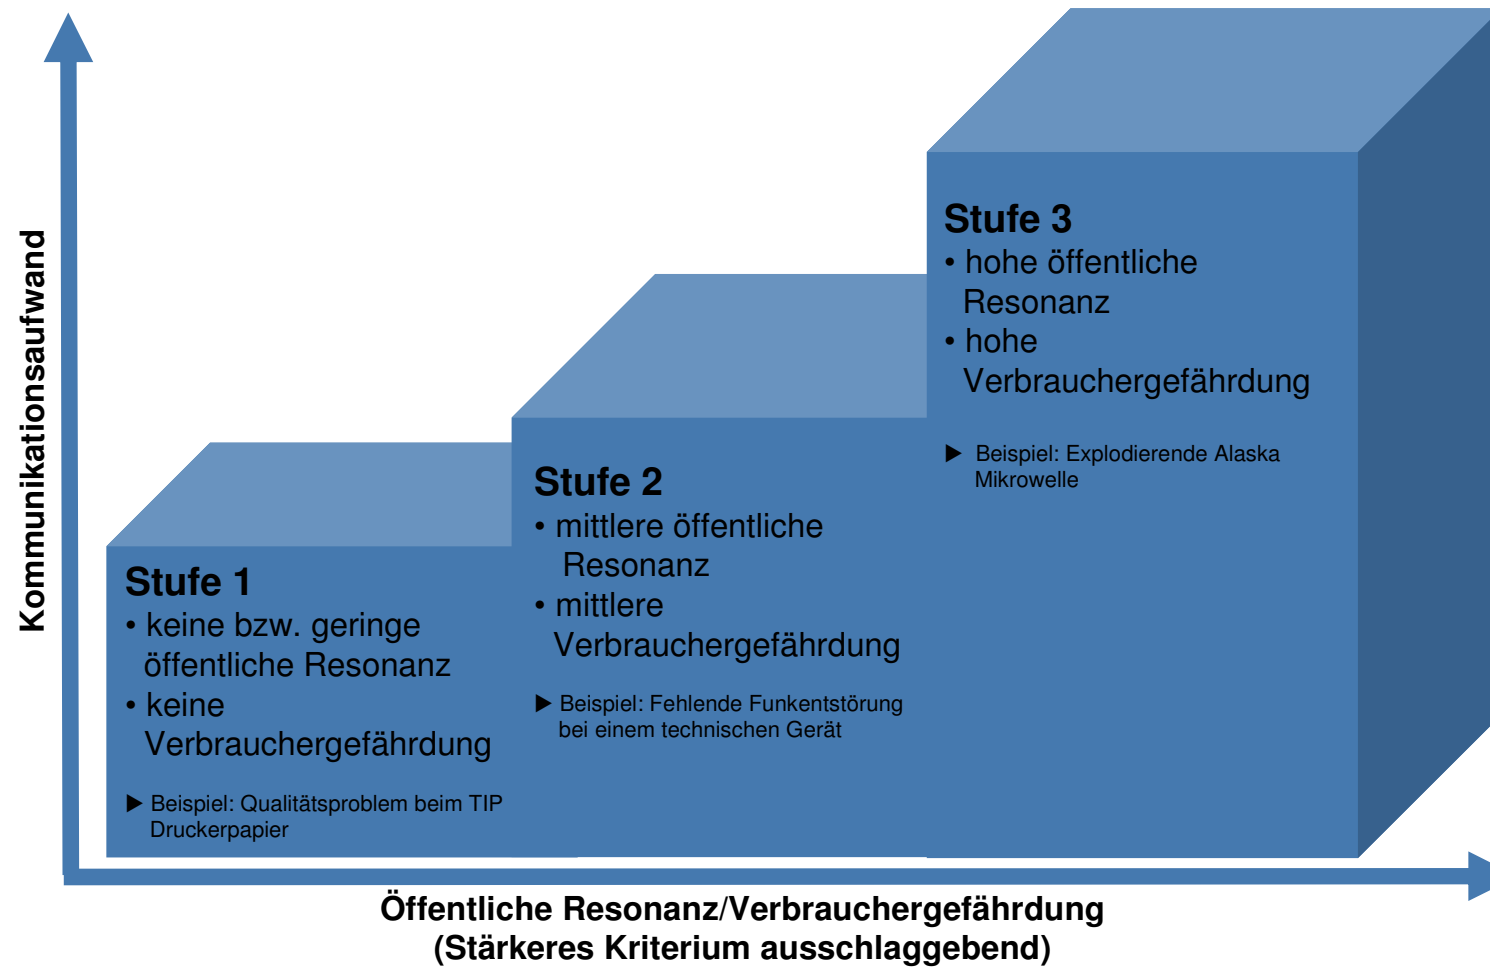 Kommunikationsaufwand
Stufe 1
• keine bzw. geringe
öffentliche Resonanz
• keine
Verbrauchergefährdung
► Beispiel: Qualitätsproblem beim TIP
Druckerpapier
Stufe 2
• mittlere öffentliche
Resonanz
• mittlere
Verbrauchergefährdung
► Beispiel: Fehlende Funkentstörung
bei einem technischen Gerät
Stufe 3
• hohe öffentliche
Resonanz
• hohe
Verbrauchergefährdung
► Beispiel: Explodierende Alaska
Mikrowelle
Öffentliche Resonanz/Verbrauchergefährdung
(Stärkeres Kriterium ausschlaggebend)